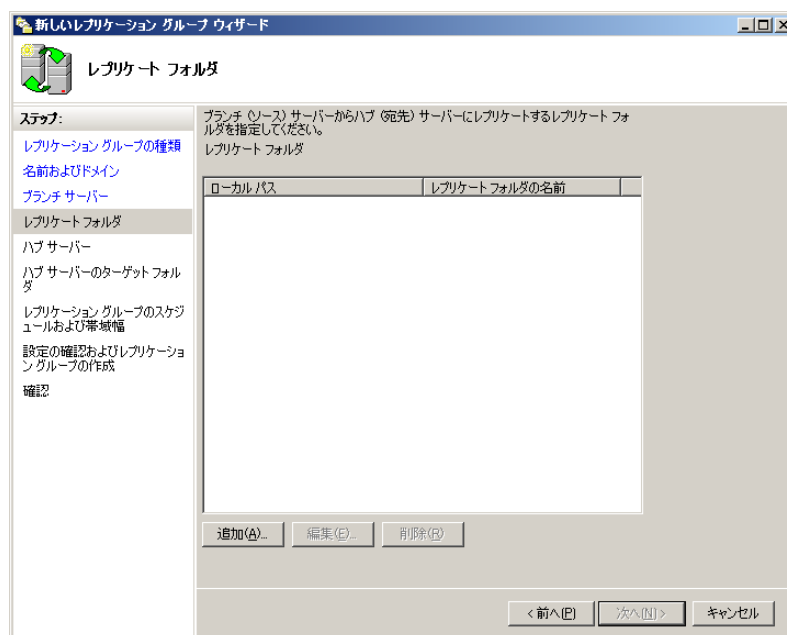 新しいレプリケーション グループ ウィザード
レプリケート フォルダ
ステップ:
レプリケーション グループの種類
名前およびドメイン
ブランチ サーバー
レプリケート フォルダ
ハブ サーバー
ハブ サーバーのターゲット フォル
ダ
レプリケーション グループのスケジ
ュールおよび帯域幅
設定の確認およびレプリケーショ
ン グループの作成
確認
ブランチ (ソース) サーバーからハブ (宛先) サーバーにレプリケートするレプリケート フォ
ルダを指定してください。
レプリケート フォルダ
ローカル パス
レプリケート フォルダの名前
追加(A)...
編集(E)...
削除(R)
< 前へ(P)
次へ(N) >
キャンセル